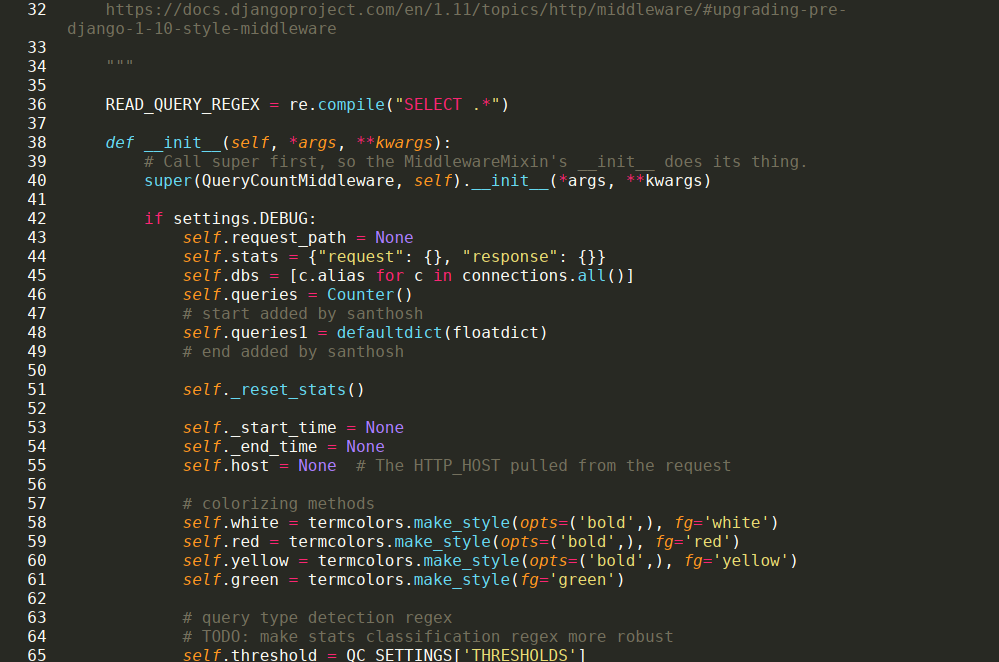 32 https://docs.djangoproject.com/en/1.11/topics/http/middleware/#upgrading-pre-
django-1-10-style-middleware
33
34 """
35
36 READ_QUERY_REGEX = re.compile("SELECT .*")
37
38 def __init__(self, *args, **kwargs):
39 # Call super first, so the MiddlewareMixin's __init__ does its thing.
40 super(QueryCountMiddleware, self).__init__(*args, **kwargs)
41
42 if settings.DEBUG:
43 self.request_path = None
44 self.stats = {"request": {}, "response": {}}
45 self.dbs = [c.alias for c in connections.all()]
46 self.queries = Counter()
47 # start added by santhosh
48 self.queries1 = defaultdict(floatdict)
49 # end added by santhosh
50
51 self._reset_stats()
52
53 self._start_time = None
54 self._end_time = None
55 self.host = None  # The HTTP_HOST pulled from the request
56
57 # colorizing methods
58 self.white = termcolors.make_style(opts=('bold',), fg='white')
59 self.red = termcolors.make_style(opts=('bold',), fg='red')
60 self.yellow = termcolors.make_style(opts=('bold',), fg='yellow')
61 self.green = termcolors.make_style(fg='green')
62
63 # query type detection regex
64 # TODO: make stats classification regex more robust
65 self.threshold = QC_SETTINGS['THRESHOLDS']